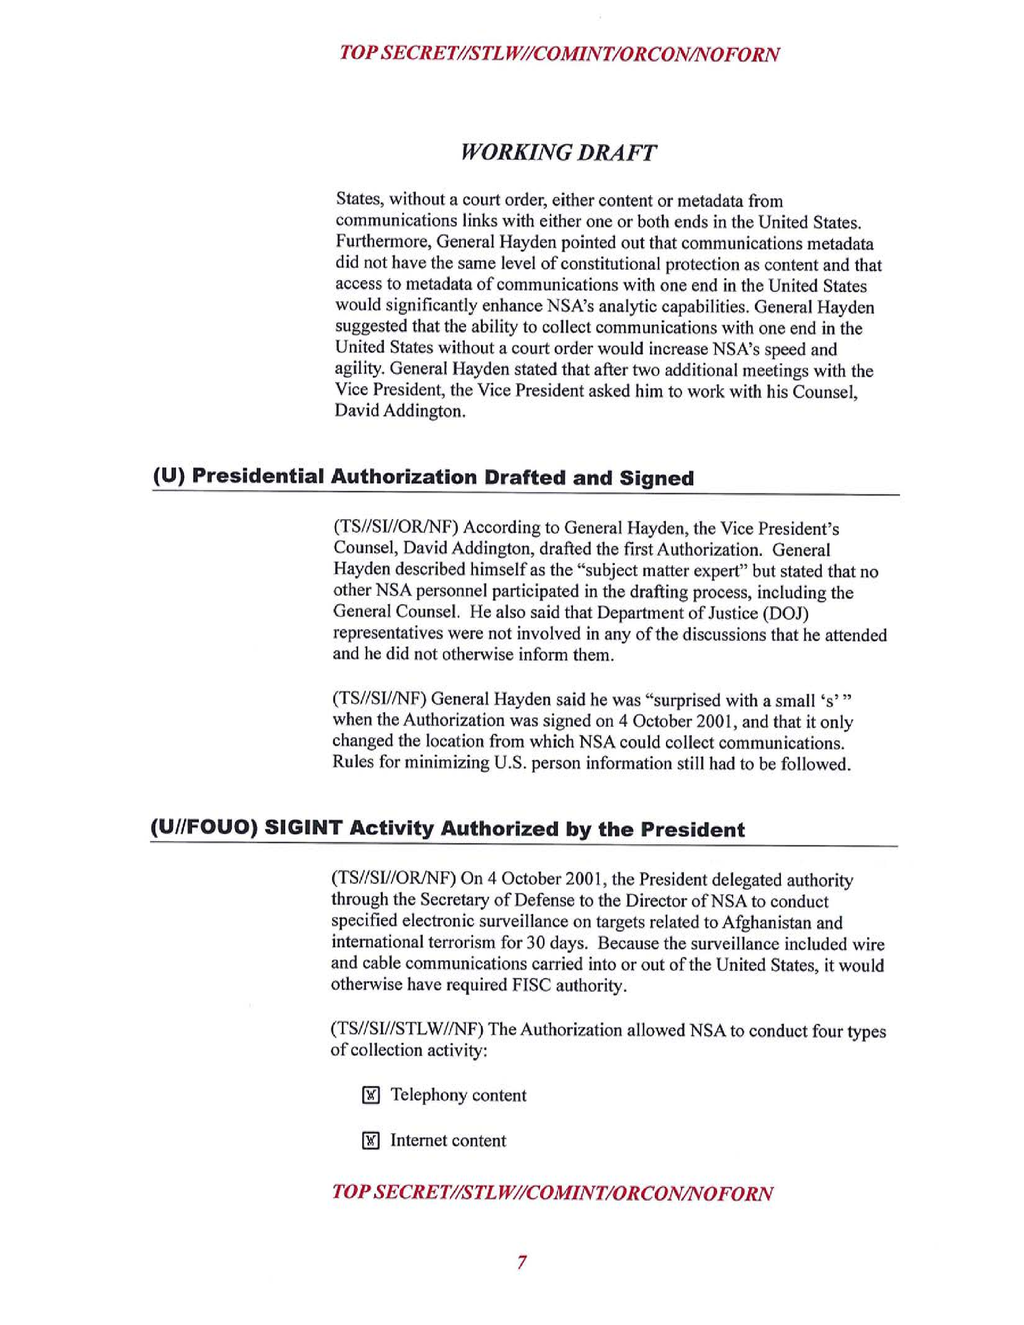 TOP SECRET//STLW//COMINT/ORCON/NOFORN
WORKING DRAFT
States, without a court order, either content or metadata from
communications links with either one or both ends in the United States.
Furthermore, General Hayden pointed out that communications metadata
did not have the same level of constitutional protection as content and that
access to metadata of communications with one end in the United States
would significantly enhance NSA's analytic capabilities. General Hayden
suggested that the ability to collect communications with one end in the
United States without a court order would increase NSA's speed and
agility. General Hayden stated that after two additional meetings with the
Vice President, the Vice President asked him to work with his Counsel,
David Addington.
(U) Presidential Authorization Drafted and Signed
(TS//SI//OR/NF) According to General Hayden, the Vice President's
Counsel, David Addington, drafted the first Authorization. General
Hayden described himself as the “subject matter expert” but stated that no
other NSA personnel participated in the drafting process, including the
General Counsel. He also said that Department of Justice (DOJ)
representatives were not involved in any of the discussions that he attended
and he did not otherwise inform them.
(TS//SI//NF) General Hayden said he was “surprised with a small ‘s’ ”
when the Authorization was signed on 4 October 2001, and that it only
changed the location from which NSA could collect communications.
Rules for minimizing U.S. person information still had to be followed.
(U//FOUO) SIGINT Activity Authorized by the President
(TS//SI//OR/NF) On 4 October 2001, the President delegated authority
through the Secretary of Defense to the Director of NSA to conduct
specified electronic surveillance on targets related to Afghanistan and
international terrorism for 30 days. Because the surveillance included wire
and cable communications carried into or out of the United States, it would
otherwise have required FISC authority.
(TS//SI//STLW//NF) The Authorization allowed NSA to conduct four types
of collection activity:
Telephony content
Internet content
TOP SECRET//STLW//COMINT/ORCON/NOFORN
7